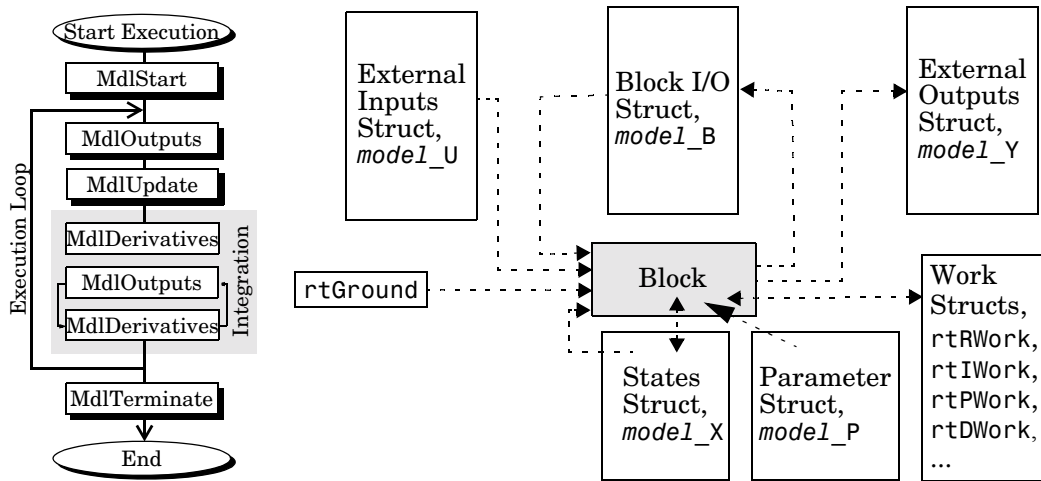 Start Execution
MdlStart
MdlOutputs
MdlUpdate
MdlDerivatives
MdlOutputs
MdlDerivatives
MdlTerminate
End
Execution Loop
Integration
External
Inputs
Struct,
model_U
Block I/O
Struct,
model_B
External
Outputs
Struct,
model_Y
rtGround
Block
States
Struct,
model_X
Parameter
Struct,
model_P
Work
Structs,
rtRWork,
rtIWork,
rtPWork,
rtDWork,
...